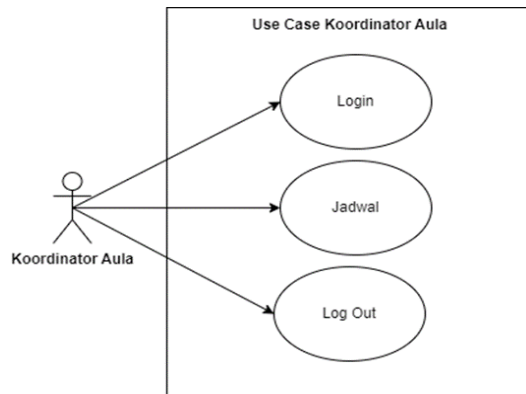 Use Case Koordinator Aula
Login
Jadwal
Koordinator Aula
Log Out